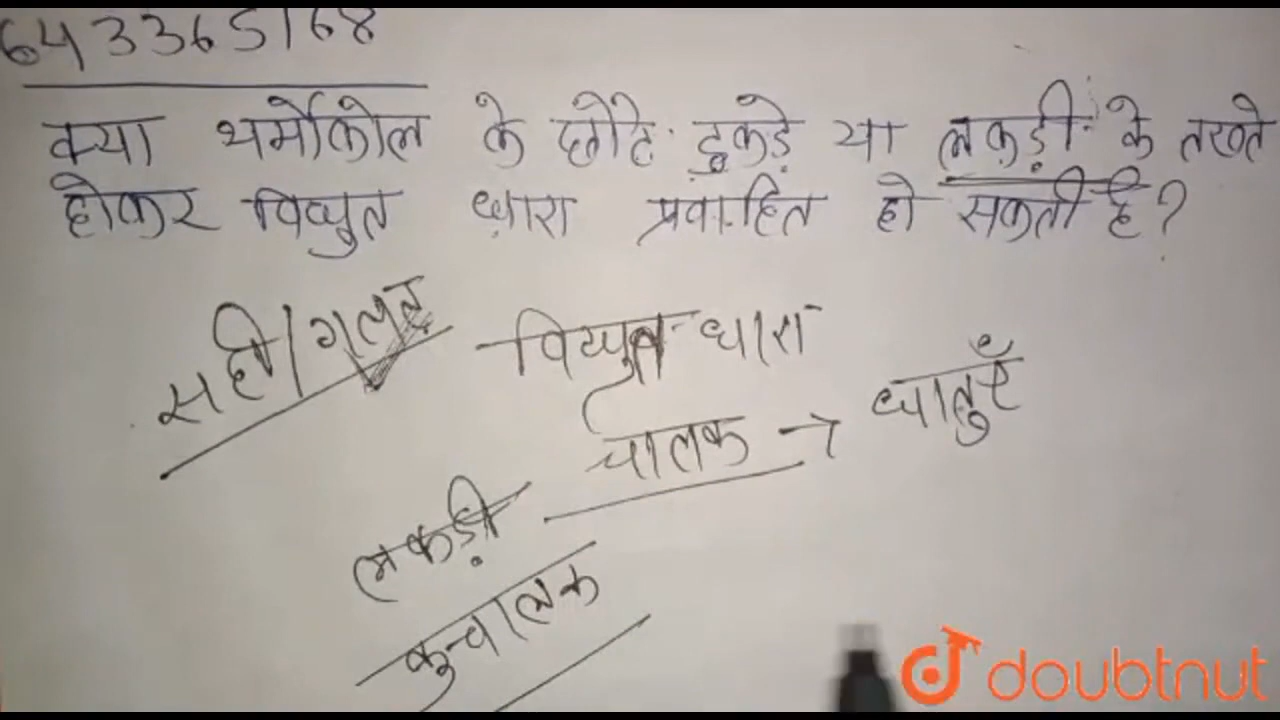 643365168
क्या थर्मोकोल के छोटे टुकड़े या लकड़ी के तख्ते
होकर विद्युत धारा प्रवाहित हो सकती है?
सही/गलत
विद्युत धारा
चालक → धातुएँ
लकड़ी
कुचालक
doubtnut